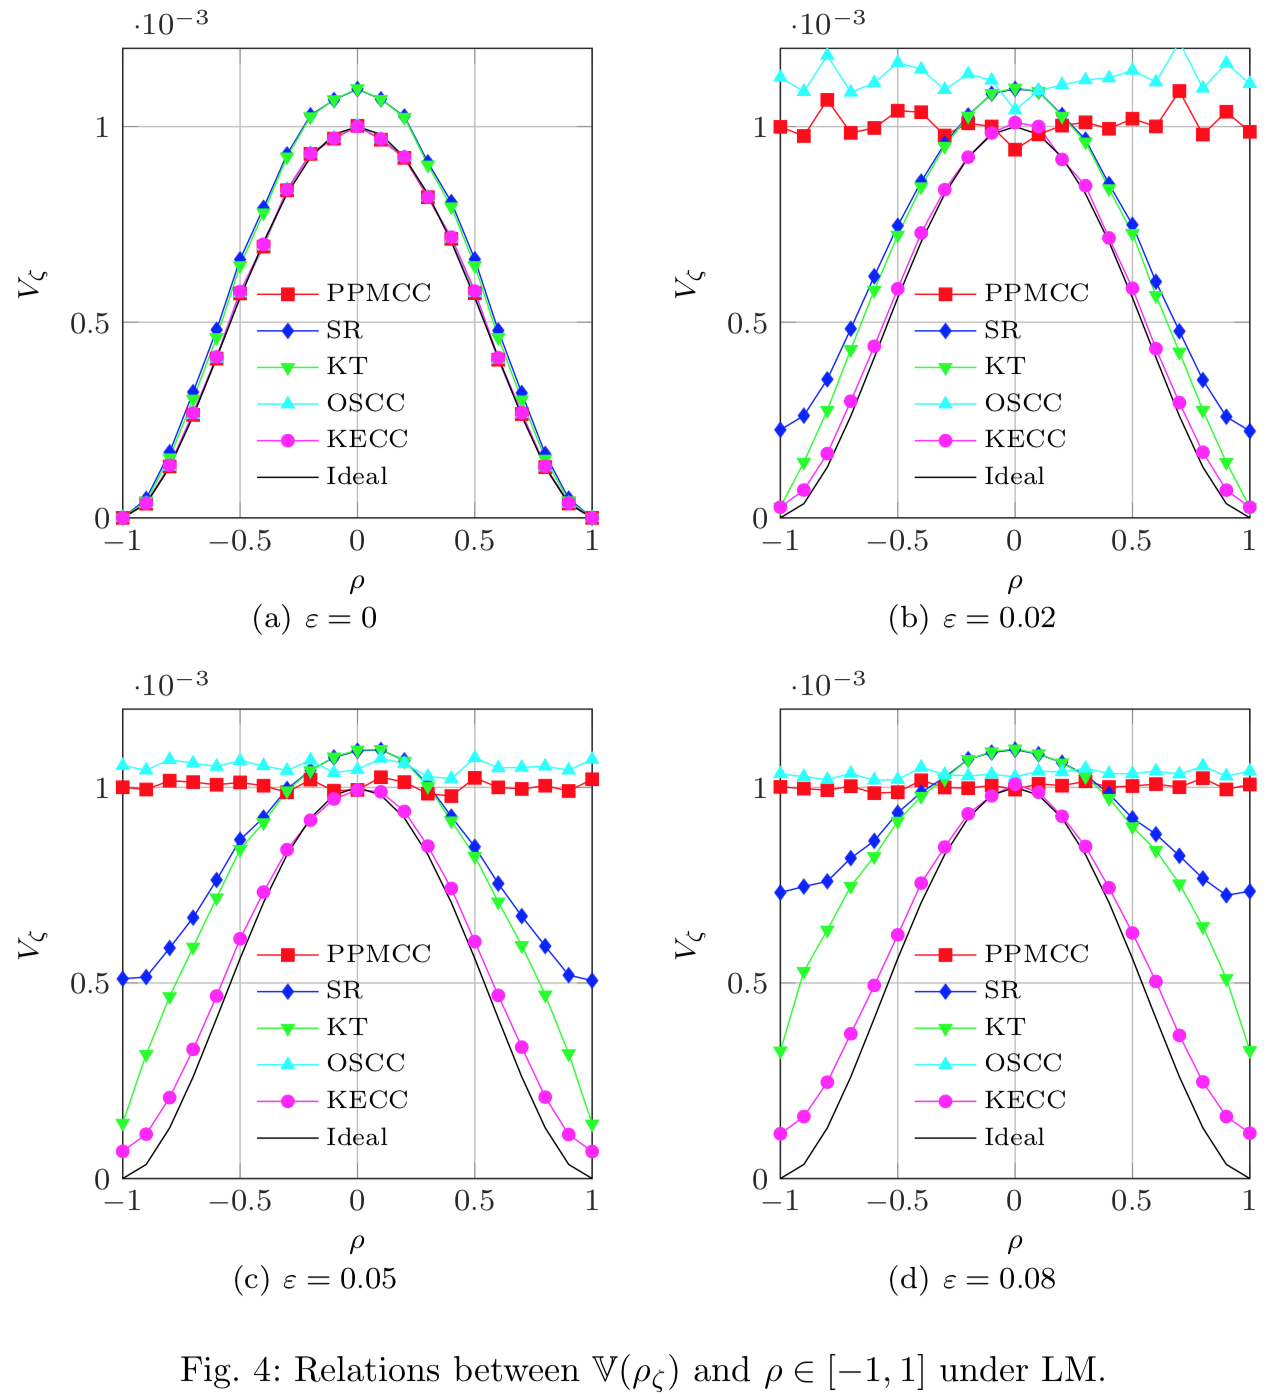 ·10⁻³
1
0.5
0
−1 −0.5 0 0.5 1
V_ζ
ρ
PPMCC
SR
KT
OSCC
KECC
Ideal
(a) ε = 0
·10⁻³
1
0.5
0
−1 −0.5 0 0.5 1
V_ζ
ρ
PPMCC
SR
KT
OSCC
KECC
Ideal
(b) ε = 0.02
·10⁻³
1
0.5
0
−1 −0.5 0 0.5 1
V_ζ
ρ
PPMCC
SR
KT
OSCC
KECC
Ideal
(c) ε = 0.05
·10⁻³
1
0.5
0
−1 −0.5 0 0.5 1
V_ζ
ρ
PPMCC
SR
KT
OSCC
KECC
Ideal
(d) ε = 0.08
Fig. 4: Relations between 𝕍(ρ_ζ) and ρ ∈ [−1, 1] under LM.